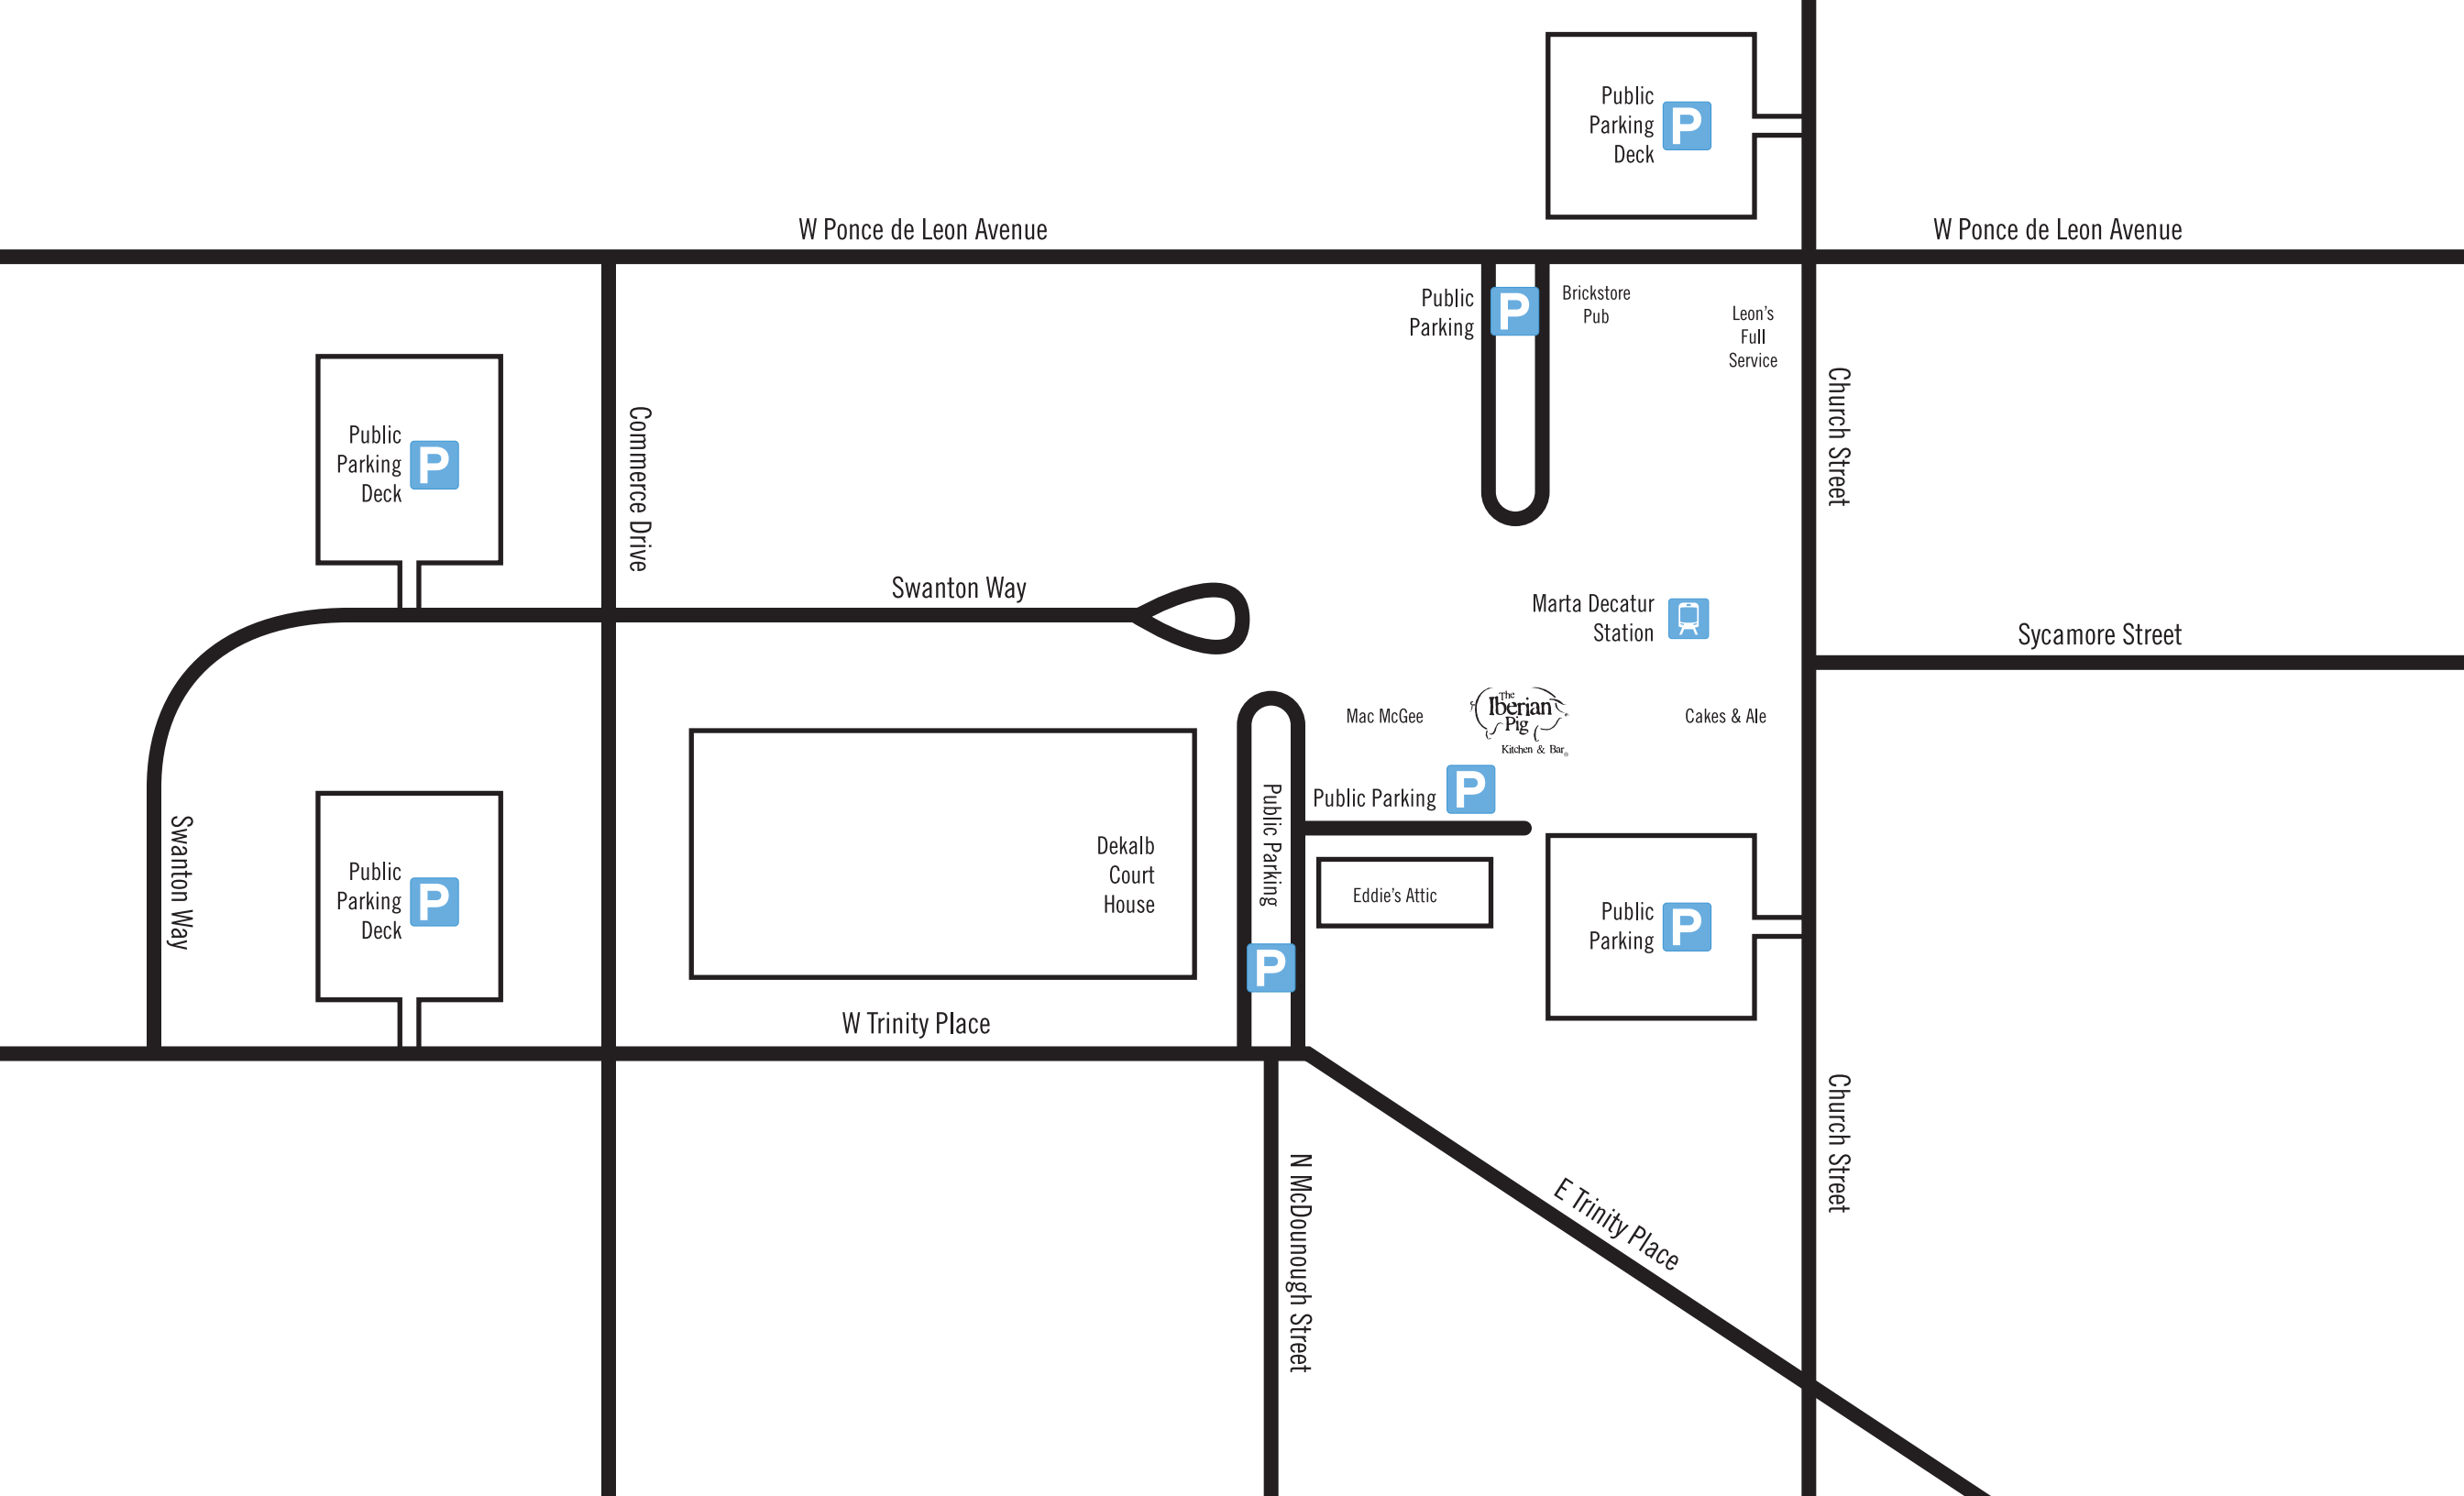 Public
Parking
Deck
P
W Ponce de Leon Avenue
W Ponce de Leon Avenue
Public
Parking
P
Brickstore
Pub
Leon's
Full
Service
Church Street
Commerce Drive
Public
Parking
Deck
P
Swanton Way
Marta Decatur
Station
Sycamore Street
Mac McGee
The
Iberian
Pig
Kitchen & Bar
Cakes & Ale
Public Parking
P
Public Parking
P
Swanton Way
Public
Parking
Deck
P
Dekalb
Court
House
Eddie's Attic
Public
Parking
P
W Trinity Place
Church Street
N McDounough Street
E Trinity Place